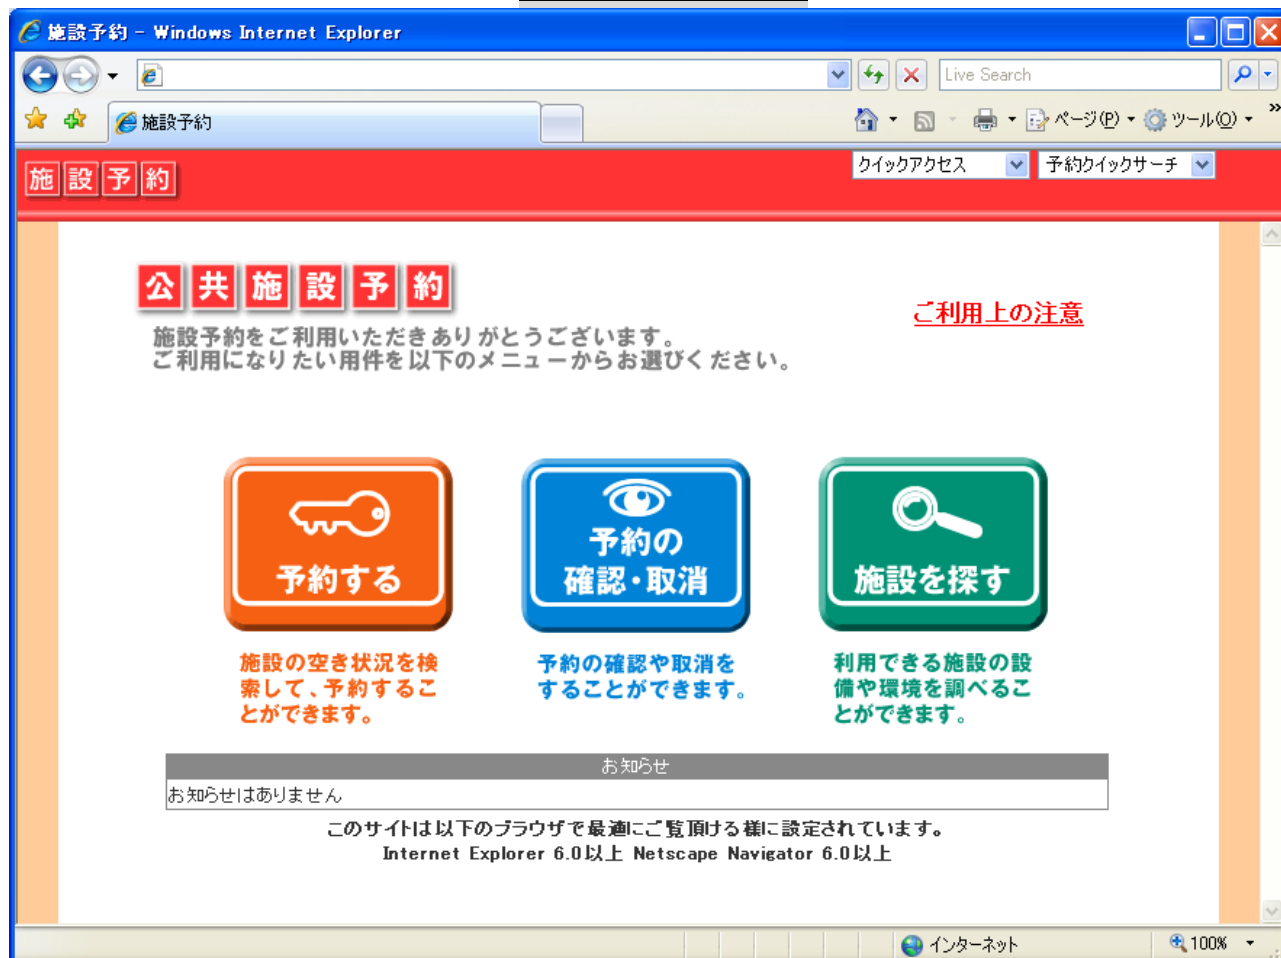 施設予約 - Windows Internet Explorer
Live Search
施設予約
ページ(P)
ツール(O)
»
施設予約
クイックアクセス
予約クイックサーチ
公共施設予約
ご利用上の注意
施設予約をご利用いただきありがとうございます。
ご利用になりたい用件を以下のメニューからお選びください。
予約する
予約の
確認・取消
施設を探す
施設の空き状況を検
索して、予約するこ
とができます。
予約の確認や取消を
することができます。
利用できる施設の設
備や環境を調べるこ
とができます。
お知らせ
お知らせはありません
このサイトは以下のブラウザで最適にご覧頂ける様に設定されています。
Internet Explorer 6.0以上 Netscape Navigator 6.0以上
インターネット
100%